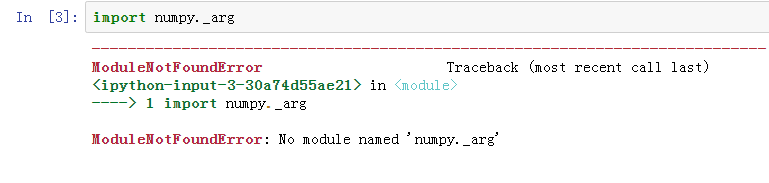 In [3]: import numpy._arg
---------------------------------------------------------------------------
ModuleNotFoundError                       Traceback (most recent call last)
<ipython-input-3-30a74d55ae21> in <module>
----> 1 import numpy._arg
ModuleNotFoundError: No module named 'numpy._arg'